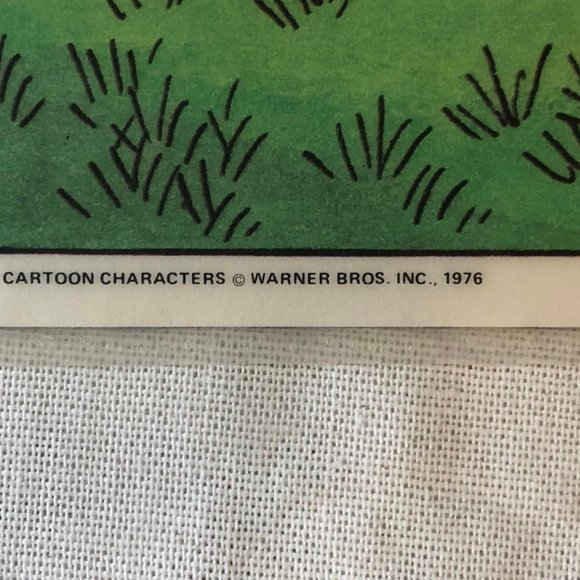 CARTOON CHARACTERS © WARNER BROS. INC., 1976